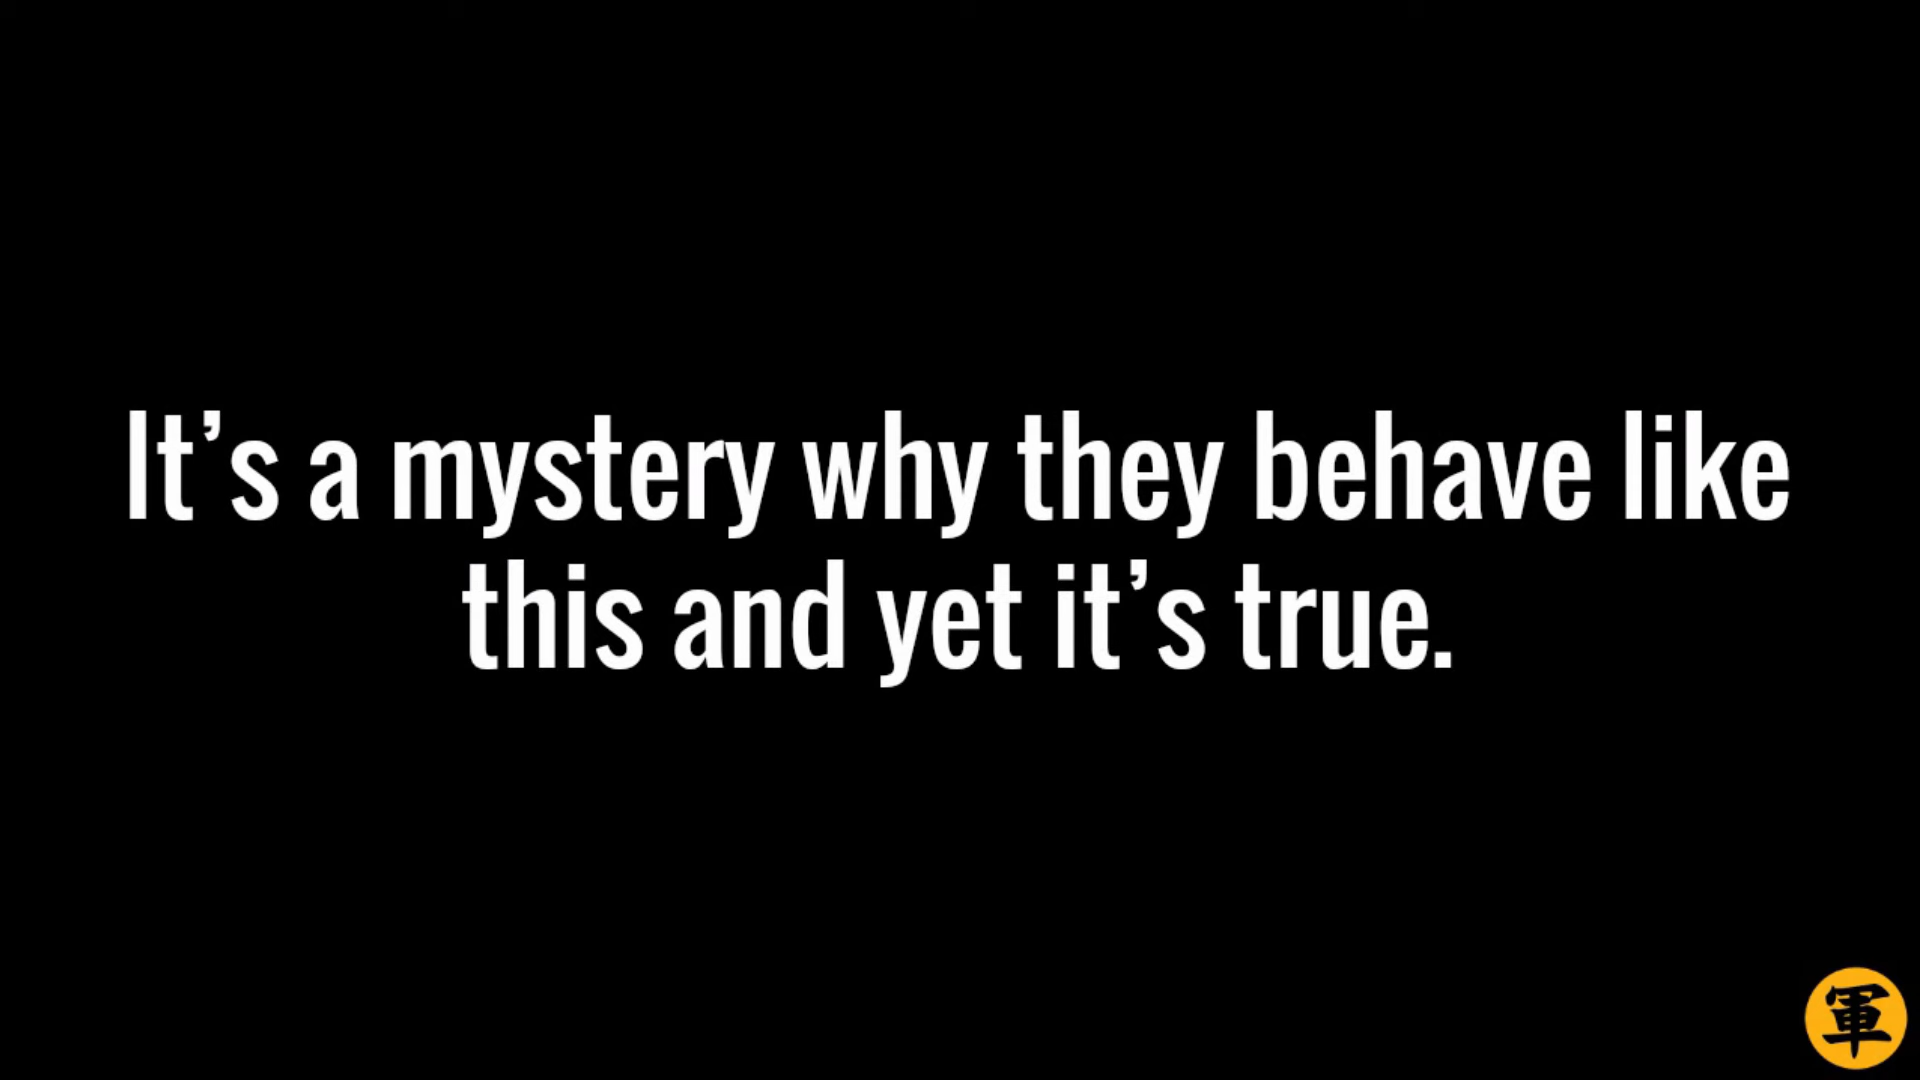 It’s a mystery why they behave like
this and yet it’s true.
軍